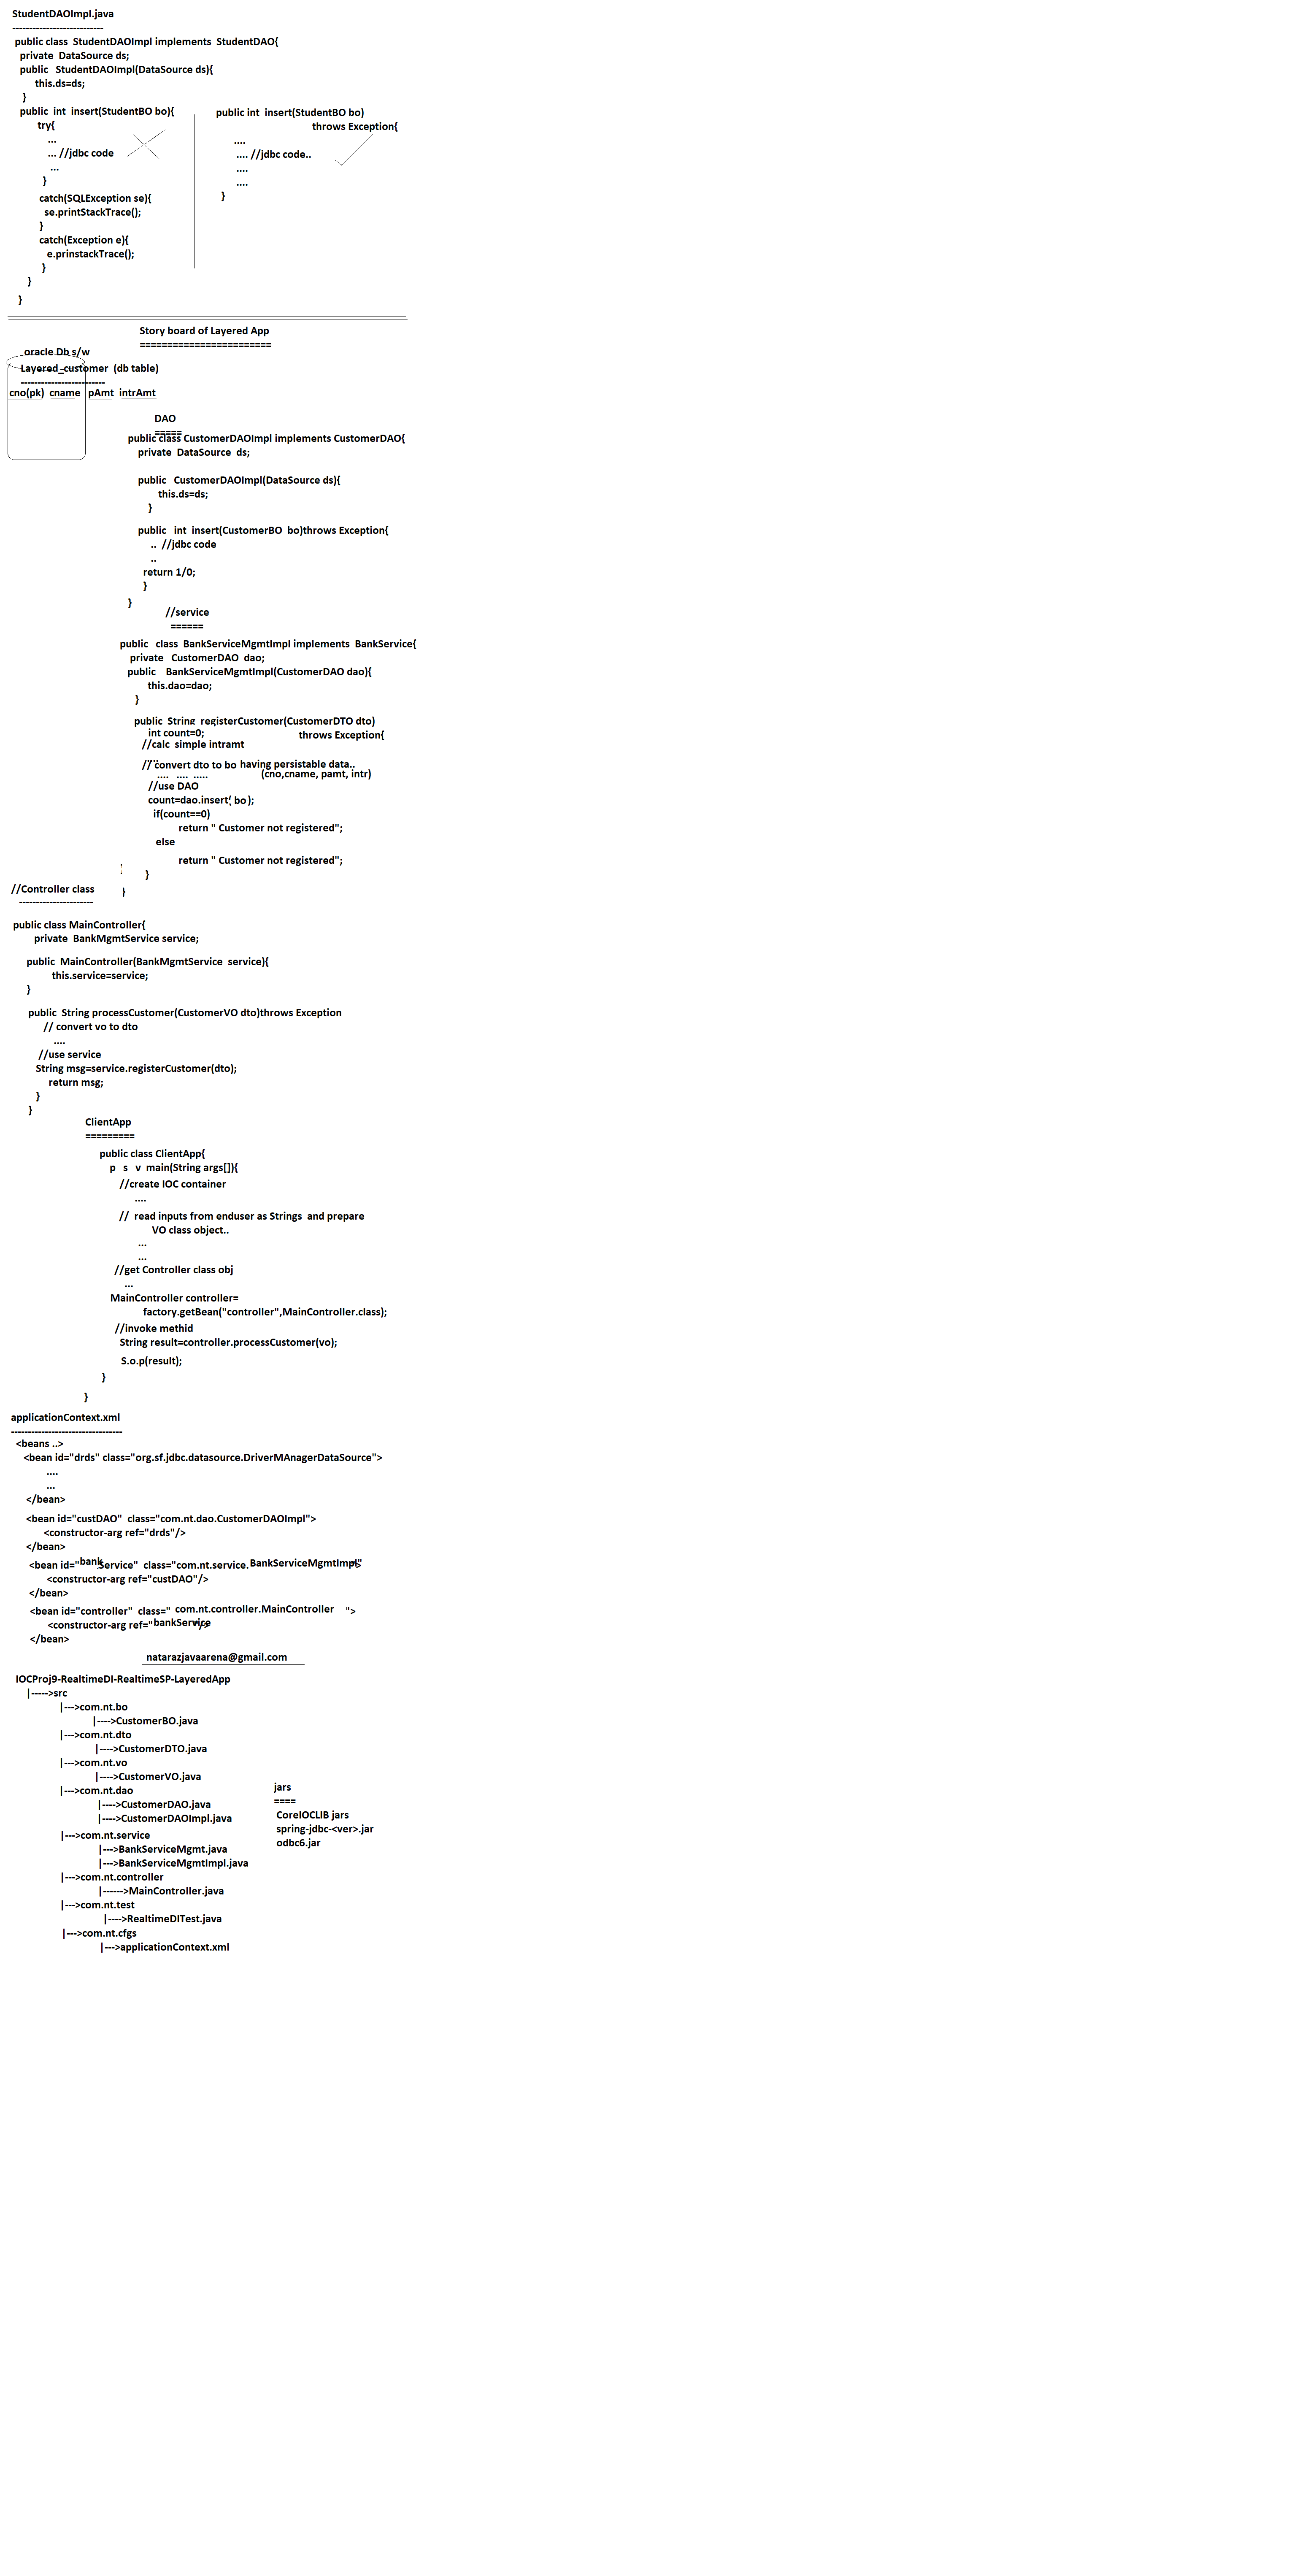 StudentDAOImpl.java
---------------------------
public class  StudentDAOImpl implements  StudentDAO{
private  DataSource ds;
public   StudentDAOImpl(DataSource ds){
this.ds=ds;
}
public  int  insert(StudentBO bo){
try{
...
... //jdbc code
...
}
catch(SQLException se){
se.printStackTrace();
}
catch(Exception e){
e.prinstackTrace();
}
}
}
public int  insert(StudentBO bo)
throws Exception{
....
.... //jdbc code..
....
....
}
Story board of Layered App
========================
oracle Db s/w
Layered_customer  (db table)
-------------------------
cno(pk)  cname   pAmt  intrAmt
DAO
=====
public class CustomerDAOImpl implements CustomerDAO{
private  DataSource  ds;
public   CustomerDAOImpl(DataSource ds){
this.ds=ds;
}
public   int  insert(CustomerBO  bo)throws Exception{
..  //jdbc code
..
return 1/0;
}
}
//service
======
public   class  BankServiceMgmtImpl implements  BankService{
private   CustomerDAO  dao;
public    BankServiceMgmtImpl(CustomerDAO dao){
this.dao=dao;
}
public  String  registerCustomer(CustomerDTO dto)
throws Exception{
int count=0;
//calc  simple intramt
....
// convert dto to bo having persistable data..
....   ....  .....   (cno,cname, pamt, intr)
//use DAO
count=dao.insert( bo );
if(count==0)
return " Customer not registered";
else
return " Customer not registered";
}
}
//Controller class
----------------------
public class MainController{
private  BankMgmtService service;
public  MainController(BankMgmtService  service){
this.service=service;
}
public  String processCustomer(CustomerVO dto)throws Exception
// convert vo to dto
....
//use service
String msg=service.registerCustomer(dto);
return msg;
}
}
ClientApp
=========
public class ClientApp{
p   s   v  main(String args[]){
//create IOC container
....
//  read inputs from enduser as Strings  and prepare
VO class object..
...
...
//get Controller class obj
...
MainController controller=
factory.getBean("controller",MainController.class);
//invoke methid
String result=controller.processCustomer(vo);
S.o.p(result);
}
}
applicationContext.xml
---------------------------------
<beans ..>
<bean id="drds" class="org.sf.jdbc.datasource.DriverMAnagerDataSource">
....
...
</bean>
<bean id="custDAO"  class="com.nt.dao.CustomerDAOImpl">
<constructor-arg ref="drds"/>
</bean>
<bean id="bankService"  class="com.nt.service.BankServiceMgmtImpl">
<constructor-arg ref="custDAO"/>
</bean>
<bean id="controller"  class=" com.nt.controller.MainController ">
<constructor-arg ref="bankService"/>
</bean>
natarazjavaarena@gmail.com
IOCProj9-RealtimeDI-RealtimeSP-LayeredApp
|----->src
|--->com.nt.bo
|---->CustomerBO.java
|--->com.nt.dto
|---->CustomerDTO.java
|--->com.nt.vo
|---->CustomerVO.java
|--->com.nt.dao
|---->CustomerDAO.java
|---->CustomerDAOImpl.java
|--->com.nt.service
|--->BankServiceMgmt.java
|--->BankServiceMgmtImpl.java
|--->com.nt.controller
|------>MainController.java
|--->com.nt.test
|---->RealtimeDITest.java
|--->com.nt.cfgs
|--->applicationContext.xml
jars
====
CoreIOCLIB jars
spring-jdbc-<ver>.jar
odbc6.jar